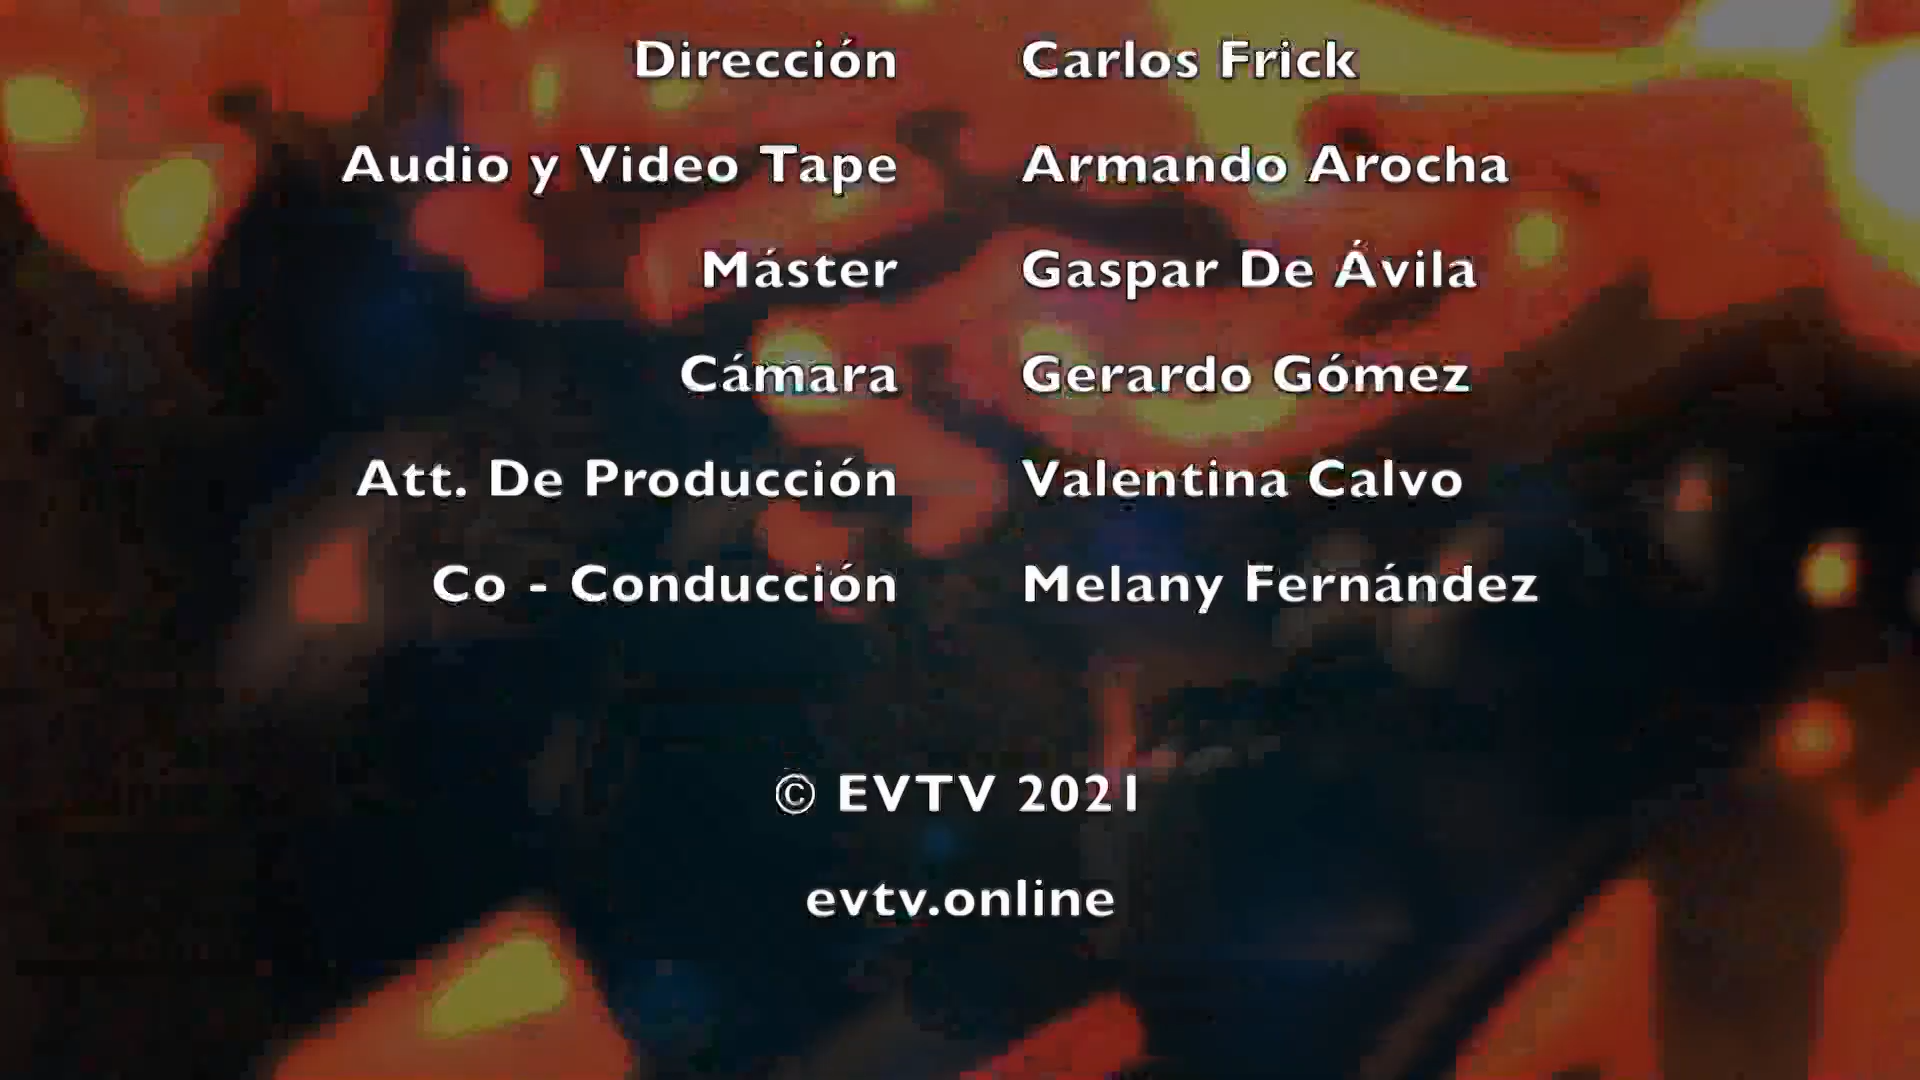 Dirección Carlos Frick
Audio y Video Tape Armando Arocha
Máster Gaspar De Ávila
Cámara Gerardo Gómez
Att. De Producción Valentina Calvo
Co - Conducción Melany Fernández
© EVTV 2021
evtv.online